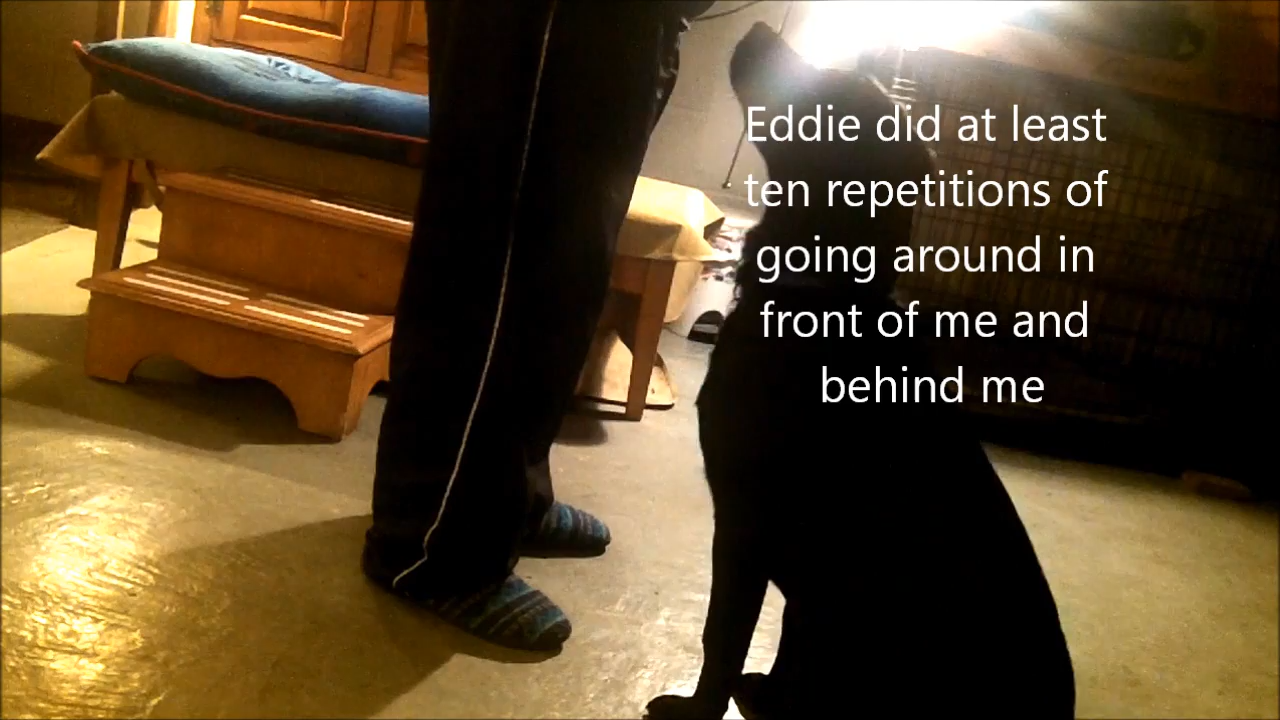 Eddie did at least
ten repetitions of
going around in
front of me and
behind me